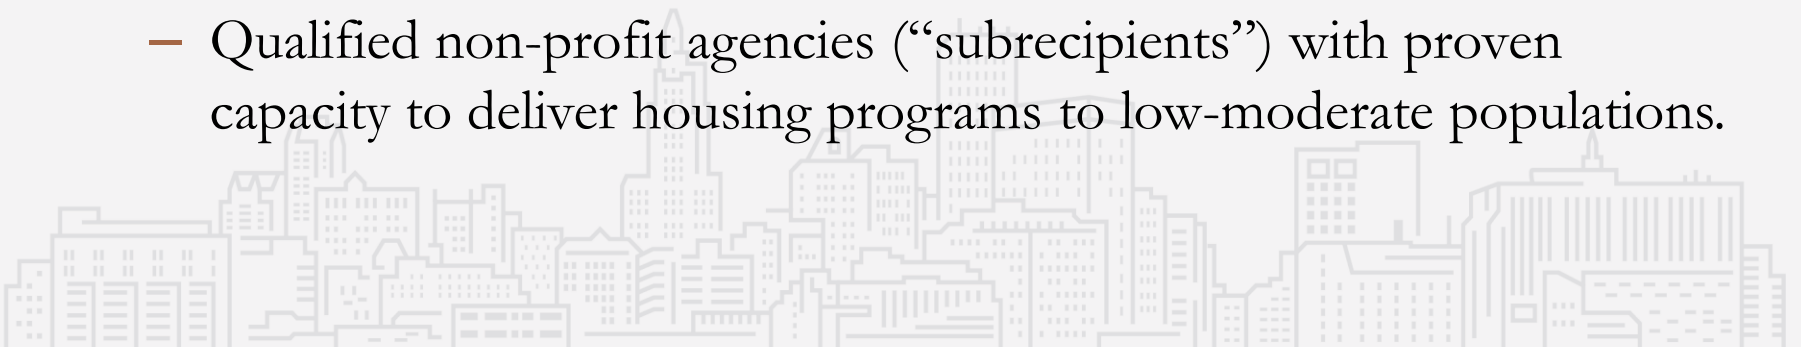 – Qualified non-profit agencies (“subrecipients”) with proven
capacity to deliver housing programs to low-moderate populations.